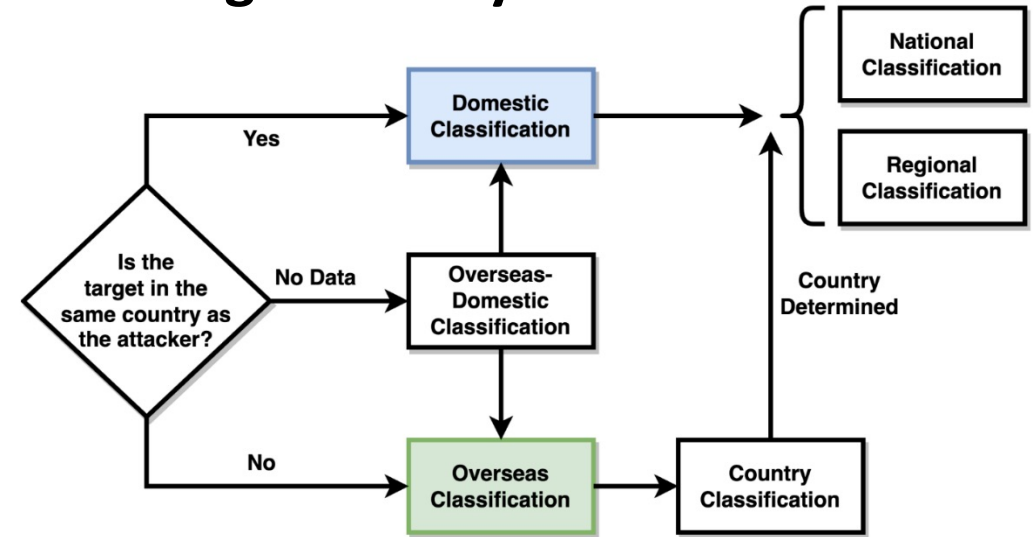 National
Classification
Domestic
Classification
Yes
Regional
Classification
Is the
target in the
same country as
the attacker?
No Data
Overseas-
Domestic
Classification
Country
Determined
No
Overseas
Classification
Country
Classification